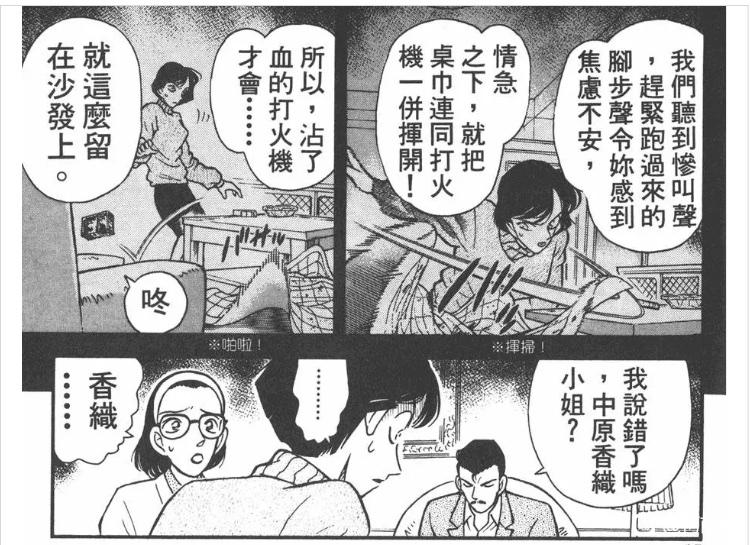 我們聽到慘叫聲
，趕緊跑過來的
腳步聲令妳感到
焦慮不安，
情急
之下，就把
桌巾連同打火
機一併揮開！
※揮掃！
所以，沾了
血的打火機
才會……
就這麼留
在沙發上。
咚
※啪啦！
我說錯了嗎
，中原香織
小姐？
……
香織
……